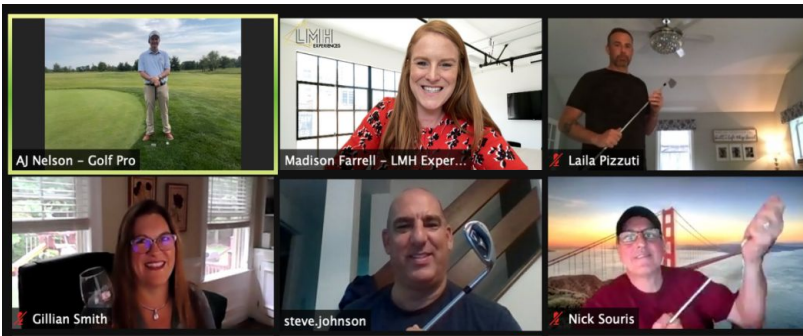 LMH
EXPERIENCES
AJ Nelson – Golf Pro
Madison Farrell – LMH Exper...
Laila Pizzuti
Gillian Smith
steve.johnson
Nick Souris